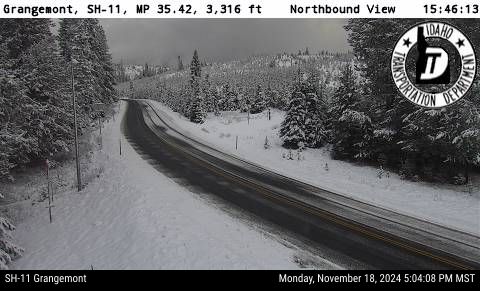 Grangemont, SH-11, MP 35.42, 3,316 ft Northbound View 15:46:13
IDAHO
TRANSPORTATION DEPARTMENT
SH-11 Grangemont Monday, November 18, 2024 5:04:08 PM MST